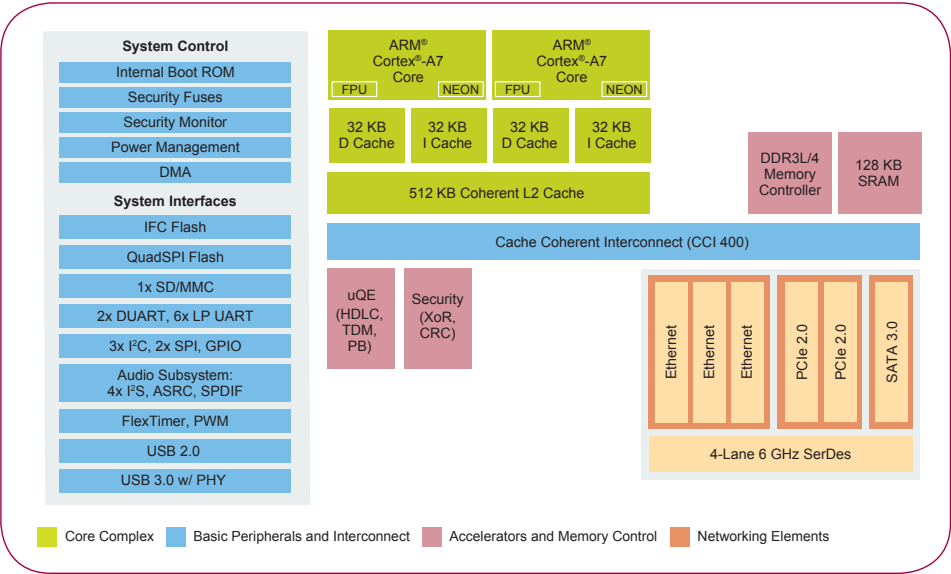 System Control
Internal Boot ROM
Security Fuses
Security Monitor
Power Management
DMA
System Interfaces
IFC Flash
QuadSPI Flash
1x SD/MMC
2x DUART, 6x LP UART
3x I²C, 2x SPI, GPIO
Audio Subsystem:
4x I²S, ASRC, SPDIF
FlexTimer, PWM
USB 2.0
USB 3.0 w/ PHY
ARM®
Cortex®-A7
Core
FPU
NEON
ARM®
Cortex®-A7
Core
FPU
NEON
32 KB
D Cache
32 KB
I Cache
32 KB
D Cache
32 KB
I Cache
512 KB Coherent L2 Cache
DDR3L/4
Memory
Controller
128 KB
SRAM
Cache Coherent Interconnect (CCI 400)
uQE
(HDLC,
TDM,
PB)
Security
(XoR,
CRC)
Ethernet
Ethernet
Ethernet
PCIe 2.0
PCIe 2.0
SATA 3.0
4-Lane 6 GHz SerDes
Core Complex
Basic Peripherals and Interconnect
Accelerators and Memory Control
Networking Elements